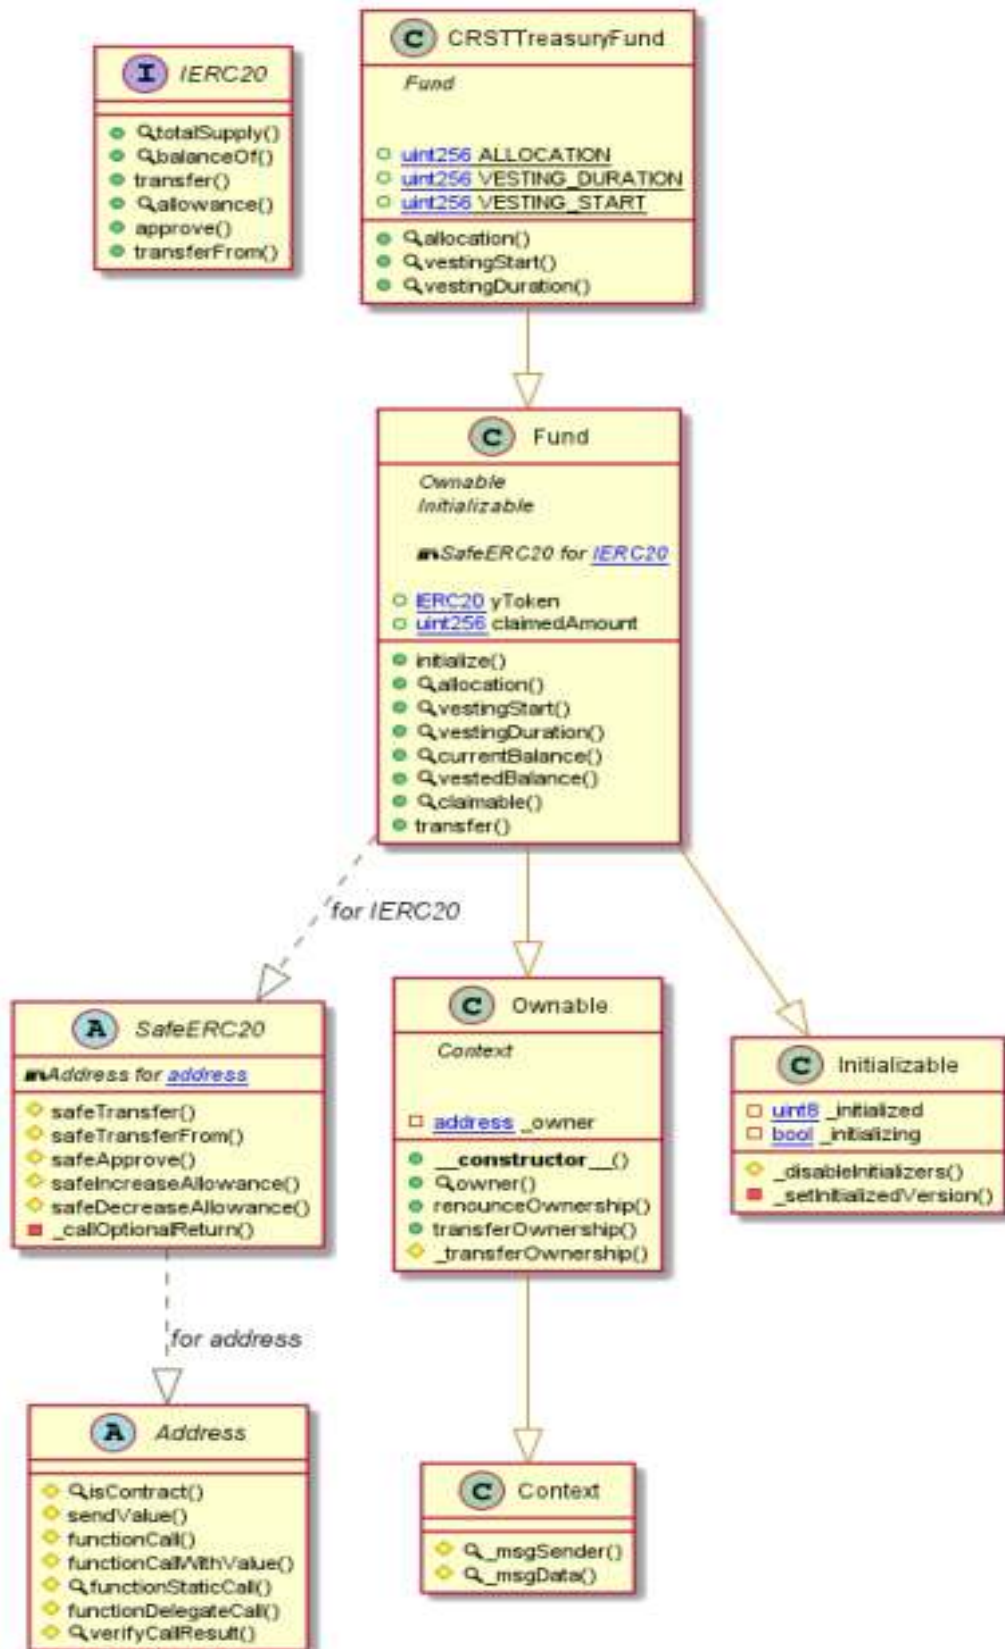 I IERC20
totalSupply()
balanceOf()
transfer()
allowance()
approve()
transferFrom()
C CRSTTreasuryFund
Fund
uint256 ALLOCATION
uint256 VESTING_DURATION
uint256 VESTING_START
allocation()
vestingStart()
vestingDuration()
C Fund
Ownable
Initializable
SafeERC20 for IERC20
IERC20 yToken
uint256 claimedAmount
initialize()
allocation()
vestingStart()
vestingDuration()
currentBalance()
vestedBalance()
claimable()
transfer()
for IERC20
A SafeERC20
Address for address
safeTransfer()
safeTransferFrom()
safeApprove()
safeIncreaseAllowance()
safeDecreaseAllowance()
_callOptionalReturn()
C Ownable
Context
address _owner
__constructor__()
owner()
renounceOwnership()
transferOwnership()
_transferOwnership()
C Initializable
uint8 _initialized
bool _initializing
_disableInitializers()
_setInitializedVersion()
for address
A Address
isContract()
sendValue()
functionCall()
functionCallWithValue()
functionStaticCall()
functionDelegateCall()
verifyCallResult()
C Context
_msgSender()
_msgData()